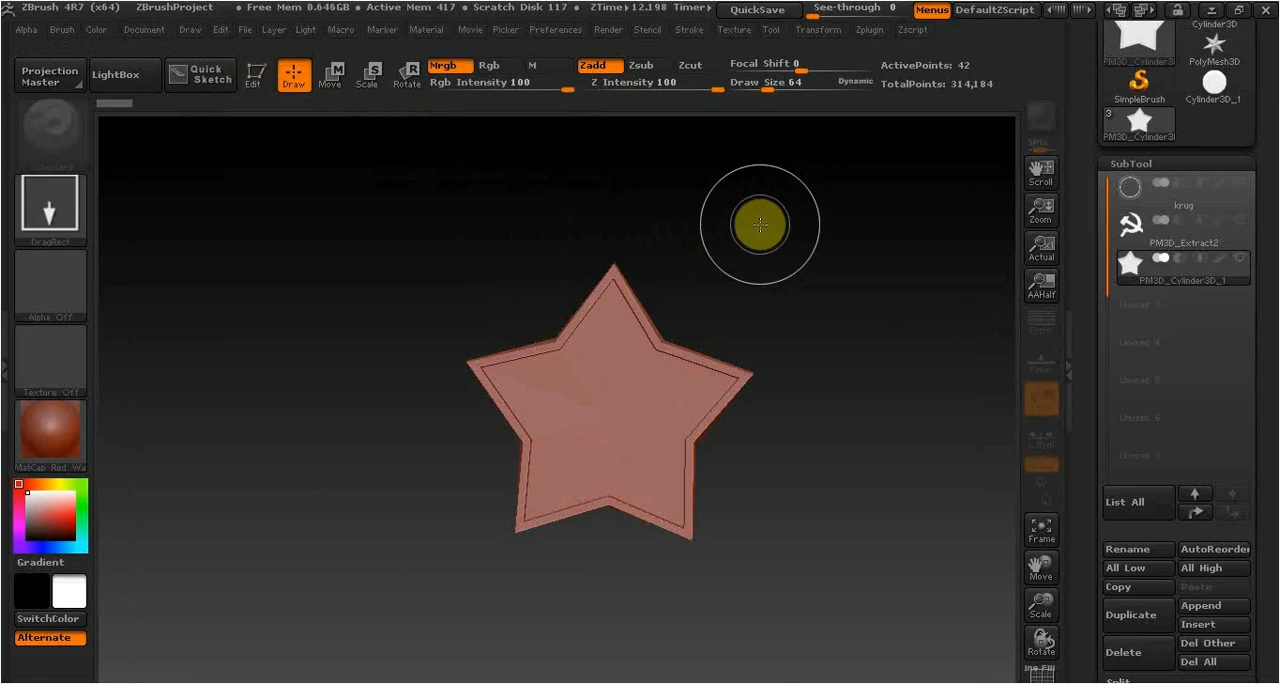 ZBrush 4R7 (x64) ZBrushProject • Free Mem 0.646GB • Active Mem 417 • Scratch Disk 117 • ZTime▶12.198 Timer▶ QuickSave See-through 0 Menus DefaultZScript
Alpha Brush Color Document Draw Edit File Layer Light Macro Marker Material Movie Picker Preferences Render Stencil Stroke Texture Tool Transform Zplugin Zscript
Projection
Master
LightBox
Quick
Sketch
Edit
Draw
Move
Scale
Rotate
Mrgb Rgb M
Rgb Intensity 100
Zadd Zsub Zcut
Z Intensity 100
Focal Shift 0
Draw Size 64 Dynamic
ActivePoints: 42
TotalPoints: 314,184
DragRect
Alpha Off
Texture Off
MatCap Red Wa
Gradient
SwitchColor
Alternate
Scroll
Zoom
Actual
AAHalf
Frame
Move
Scale
Rotate
Cylinder3D
PM3D_Cylinder3D
PolyMesh3D
SimpleBrush
Cylinder3D_1
3
PM3D_Cylinder3D
SubTool
krug
PM3D_Extract2
PM3D_Cylinder3D_1
Unused 3
Unused 4
Unused 5
Unused 6
Unused 7
List All
Rename AutoReorder
All Low All High
Copy Paste
Duplicate
Append
Insert
Delete
Del Other
Del All
Split